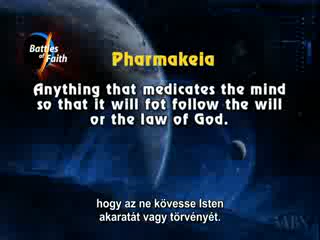 Battles
of Faith
Pharmakeia
Anything that medicates the mind
so that it will fot follow the will
or the law of God.
hogy az ne kövesse Isten
akaratát vagy törvényét.
3ABN